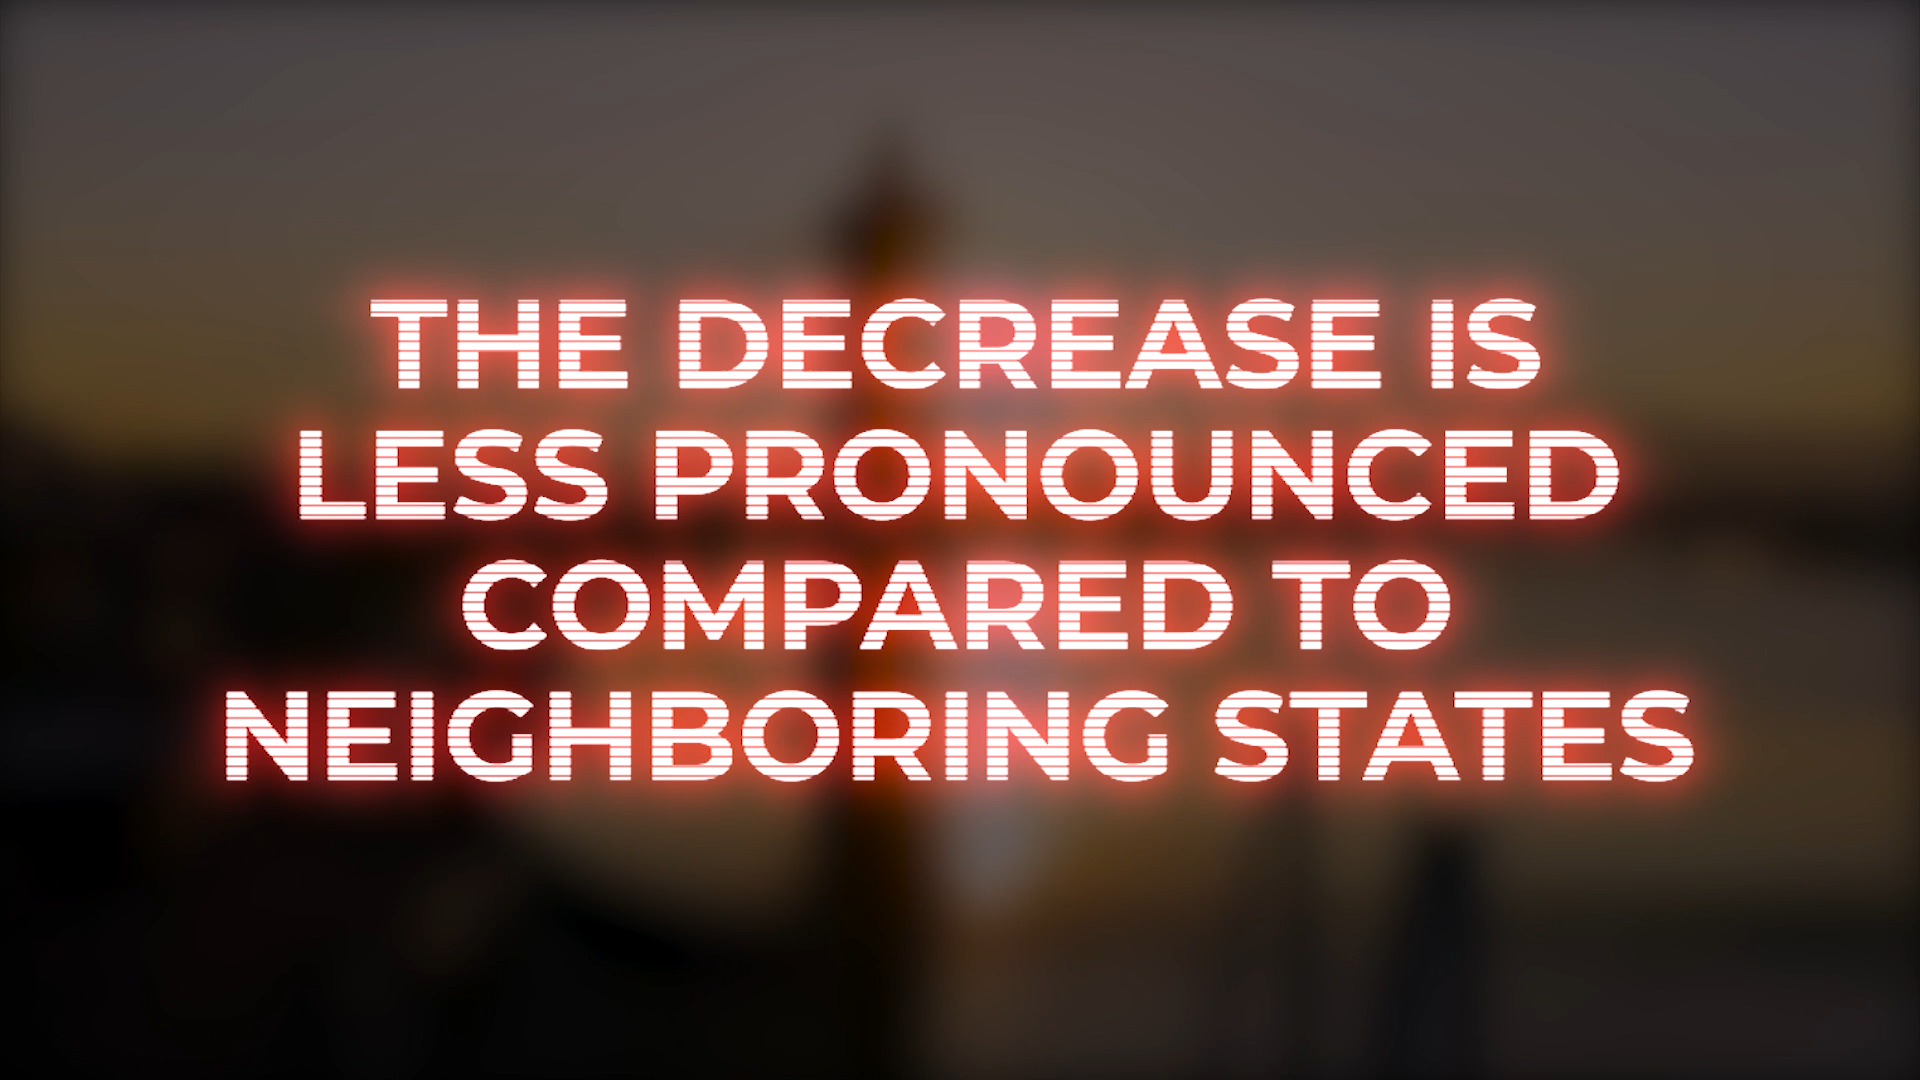 THE DECREASE IS
LESS PRONOUNCED
COMPARED TO
NEIGHBORING STATES